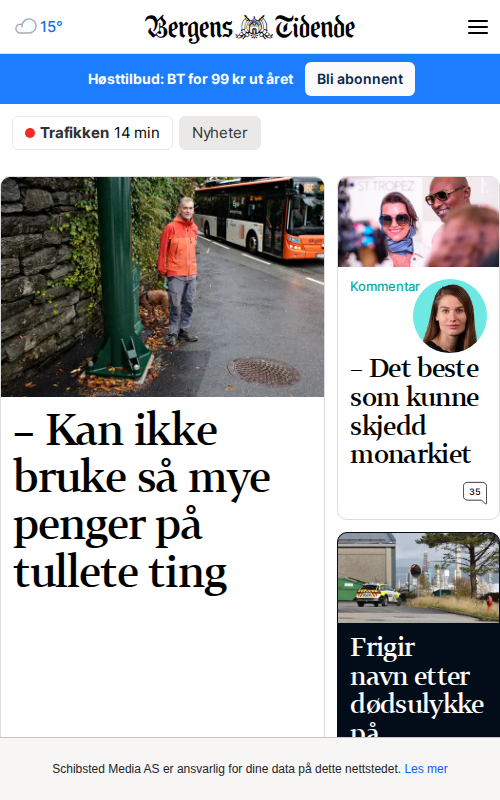 15°
Bergens Tidende
Høsttilbud: BT for 99 kr ut året
Bli abonnent
Trafikken 14 min
Nyheter
– Kan ikke
bruke så mye
penger på
tullete ting
ST TROPEZ
Kommentar
– Det beste
som kunne
skjedd
monarkiet
35
Frigir
navn etter
dødsulykke
på
Schibsted Media AS er ansvarlig for dine data på dette nettstedet. Les mer